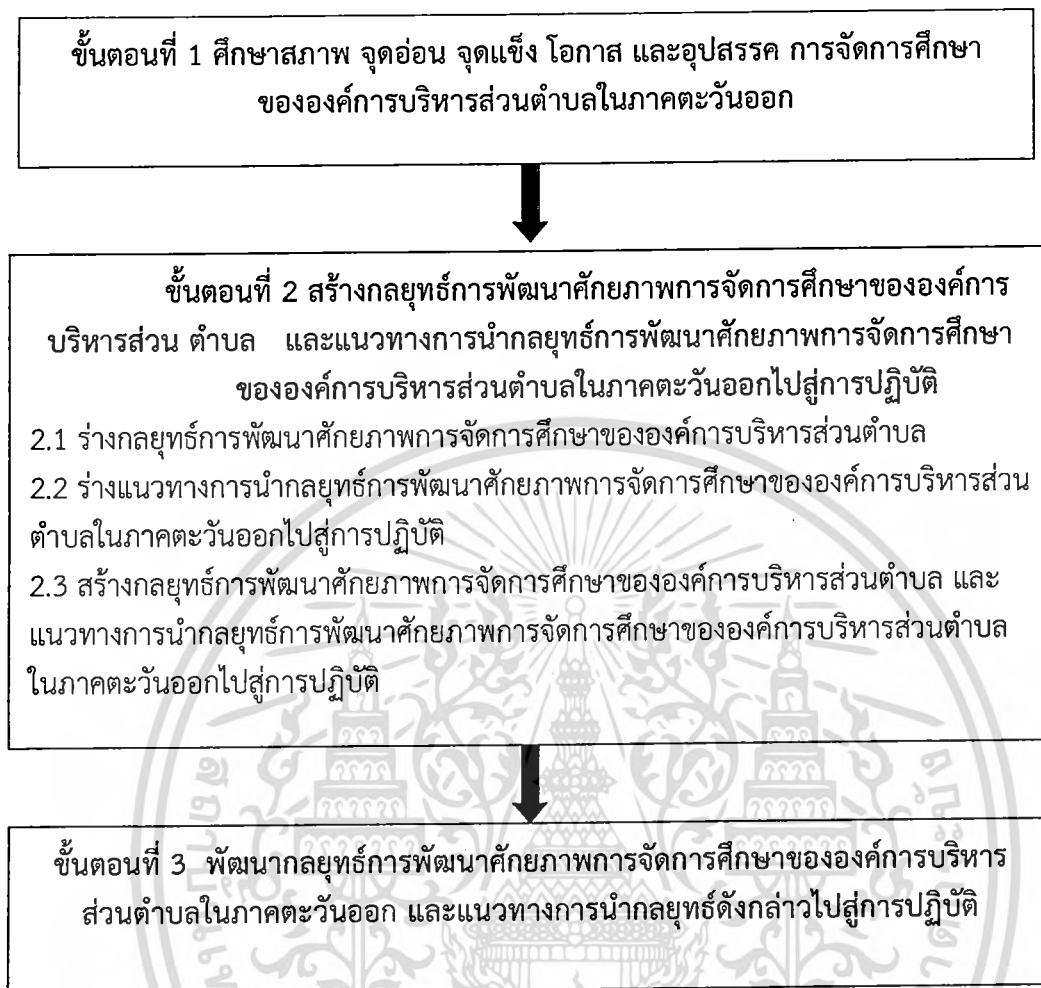 ขั้นตอนที่ 1 ศึกษาสภาพ จุดอ่อน จุดแข็ง โอกาส และอุปสรรค การจัดการศึกษา
ขององค์การบริหารส่วนตำบลในภาคตะวันออก
ขั้นตอนที่ 2 สร้างกลยุทธ์การพัฒนาศักยภาพการจัดการศึกษาขององค์การ
บริหารส่วน ตำบล และแนวทางการนำกลยุทธ์การพัฒนาศักยภาพการจัดการศึกษา
ขององค์การบริหารส่วนตำบลในภาคตะวันออกไปสู่การปฏิบัติ
2.1 ร่างกลยุทธ์การพัฒนาศักยภาพการจัดการศึกษาขององค์การบริหารส่วนตำบล
2.2 ร่างแนวทางการนำกลยุทธ์การพัฒนาศักยภาพการจัดการศึกษาขององค์การบริหารส่วน
ตำบลในภาคตะวันออกไปสู่การปฏิบัติ
2.3 สร้างกลยุทธ์การพัฒนาศักยภาพการจัดการศึกษาขององค์การบริหารส่วนตำบล และ
แนวทางการนำกลยุทธ์การพัฒนาศักยภาพการจัดการศึกษาขององค์การบริหารส่วนตำบล
ในภาคตะวันออกไปสู่การปฏิบัติ
ขั้นตอนที่ 3 พัฒนากลยุทธ์การพัฒนาศักยภาพการจัดการศึกษาขององค์การบริหาร
ส่วนตำบลในภาคตะวันออก และแนวทางการนำกลยุทธ์ดังกล่าวไปสู่การปฏิบัติ